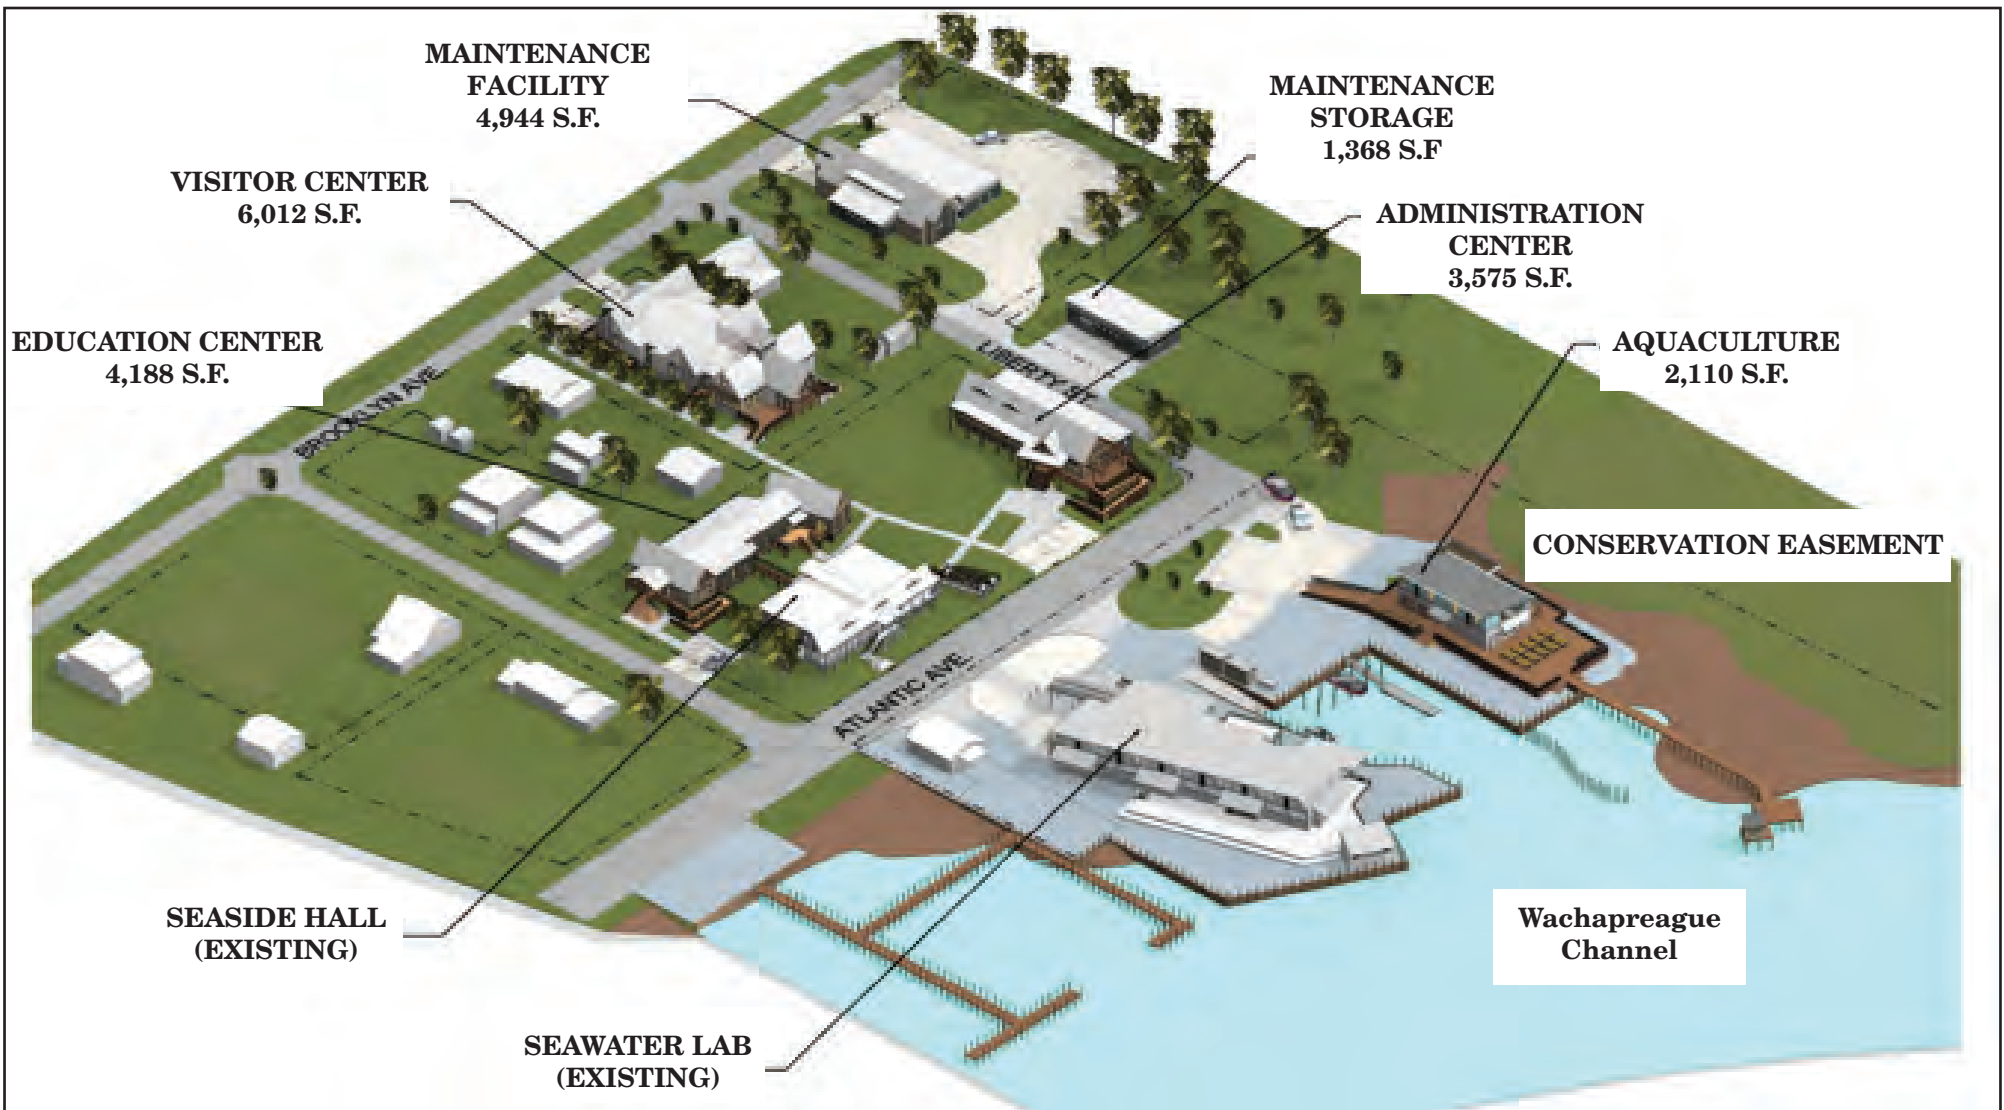 MAINTENANCE
FACILITY
4,944 S.F.
MAINTENANCE
STORAGE
1,368 S.F
VISITOR CENTER
6,012 S.F.
ADMINISTRATION
CENTER
3,575 S.F.
EDUCATION CENTER
4,188 S.F.
AQUACULTURE
2,110 S.F.
LIBERTY
BROOKLYN AVE.
CONSERVATION EASEMENT
ATLANTIC AVE.
SEASIDE HALL
(EXISTING)
Wachapreague
Channel
SEAWATER LAB
(EXISTING)